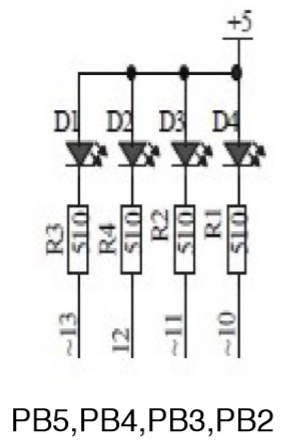 +5
D1 D2 D3 D4
R3 510 R4 510 R2 510 R1 510
~13 12 ~11 ~10
PB5,PB4,PB3,PB2